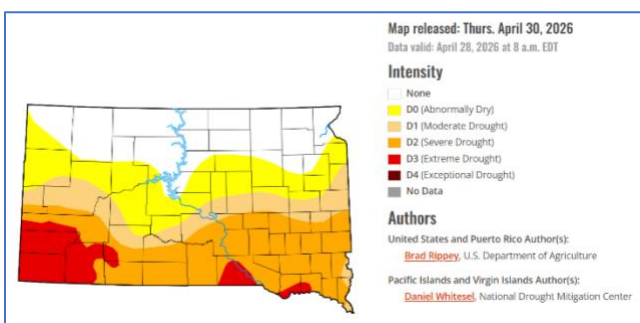 Map released: Thurs. April 30, 2026
Data valid: April 28, 2026 at 8 a.m. EDT
Intensity
None
D0 (Abnormally Dry)
D1 (Moderate Drought)
D2 (Severe Drought)
D3 (Extreme Drought)
D4 (Exceptional Drought)
No Data
Authors
United States and Puerto Rico Author(s):
Brad Rippey, U.S. Department of Agriculture
Pacific Islands and Virgin Islands Author(s):
Daniel Whitesel, National Drought Mitigation Center